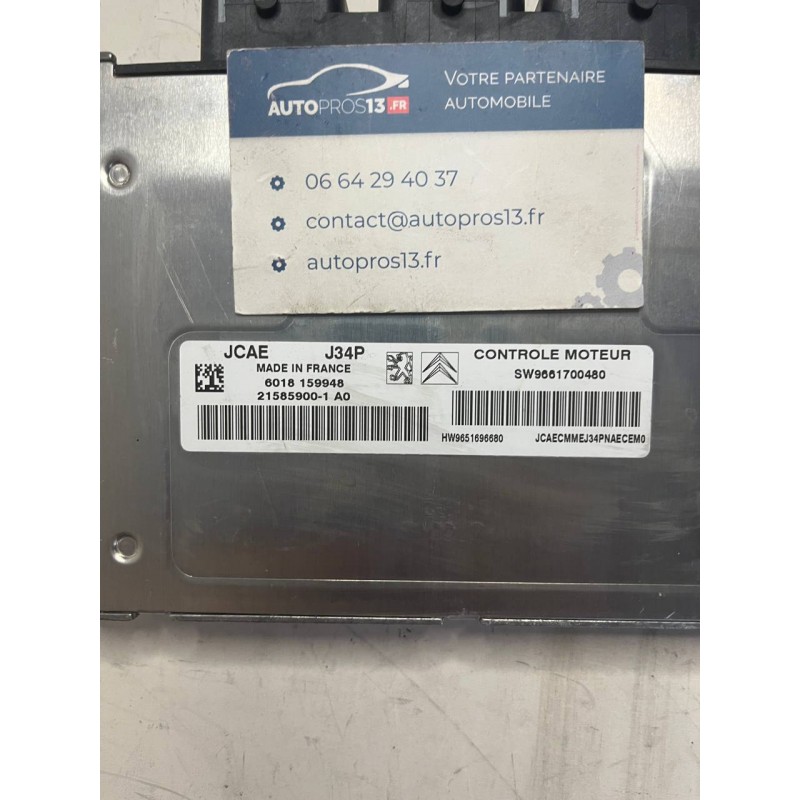 AUTOPROS13.FR
VOTRE PARTENAIRE
AUTOMOBILE
06 64 29 40 37
contact@autopros13.fr
autopros13.fr
JCAE J34P
MADE IN FRANCE
6018 159948
21585900-1 A0
CONTROLE MOTEUR
SW9661700480
HW9651696680 JCAECMMEJ34PNAECEM0